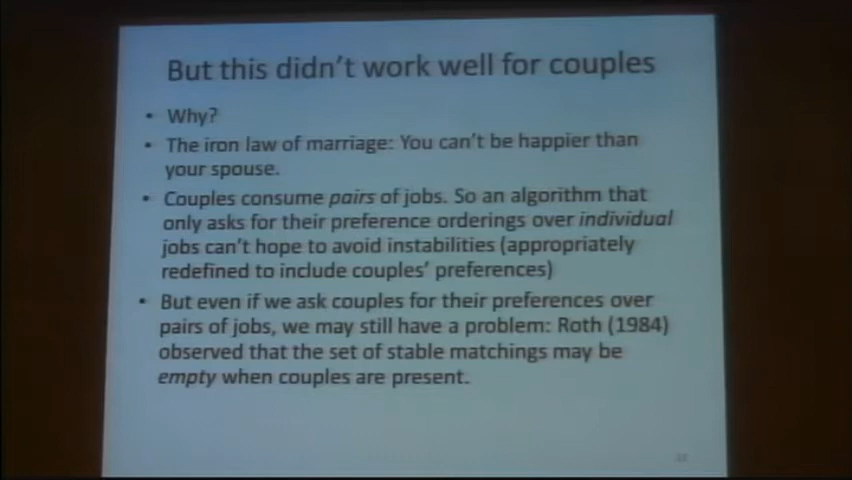 But this didn't work well for couples
• Why?
• The iron law of marriage: You can't be happier than
your spouse.
• Couples consume pairs of jobs. So an algorithm that
only asks for their preference orderings over individual
jobs can't hope to avoid instabilities (appropriately
redefined to include couples' preferences)
• But even if we ask couples for their preferences over
pairs of jobs, we may still have a problem: Roth (1984)
observed that the set of stable matchings may be
empty when couples are present.